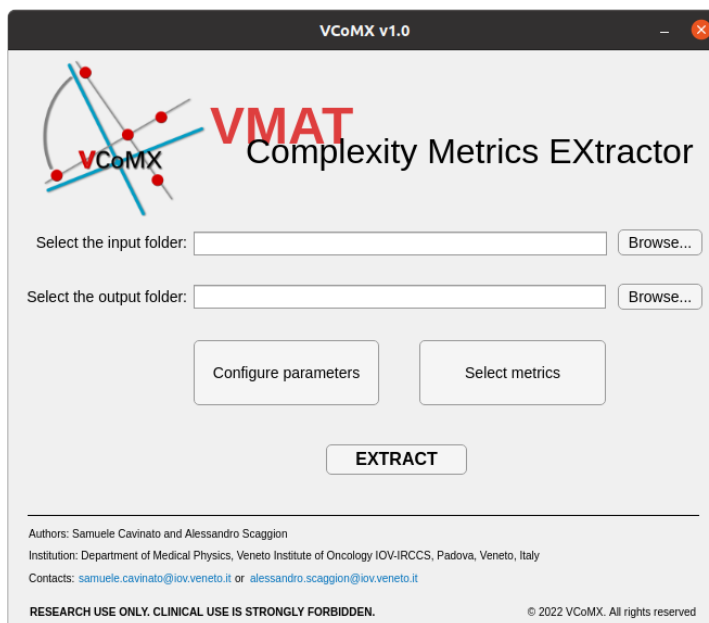 VCoMX v1.0
VCoMX
VMAT
Complexity Metrics EXtractor
Select the input folder: Browse...
Select the output folder: Browse...
Configure parameters Select metrics
EXTRACT
Authors: Samuele Cavinato and Alessandro Scaggion
Institution: Department of Medical Physics, Veneto Institute of Oncology IOV-IRCCS, Padova, Veneto, Italy
Contacts: samuele.cavinato@iov.veneto.it or alessandro.scaggion@iov.veneto.it
RESEARCH USE ONLY. CLINICAL USE IS STRONGLY FORBIDDEN. © 2022 VCoMX. All rights reserved